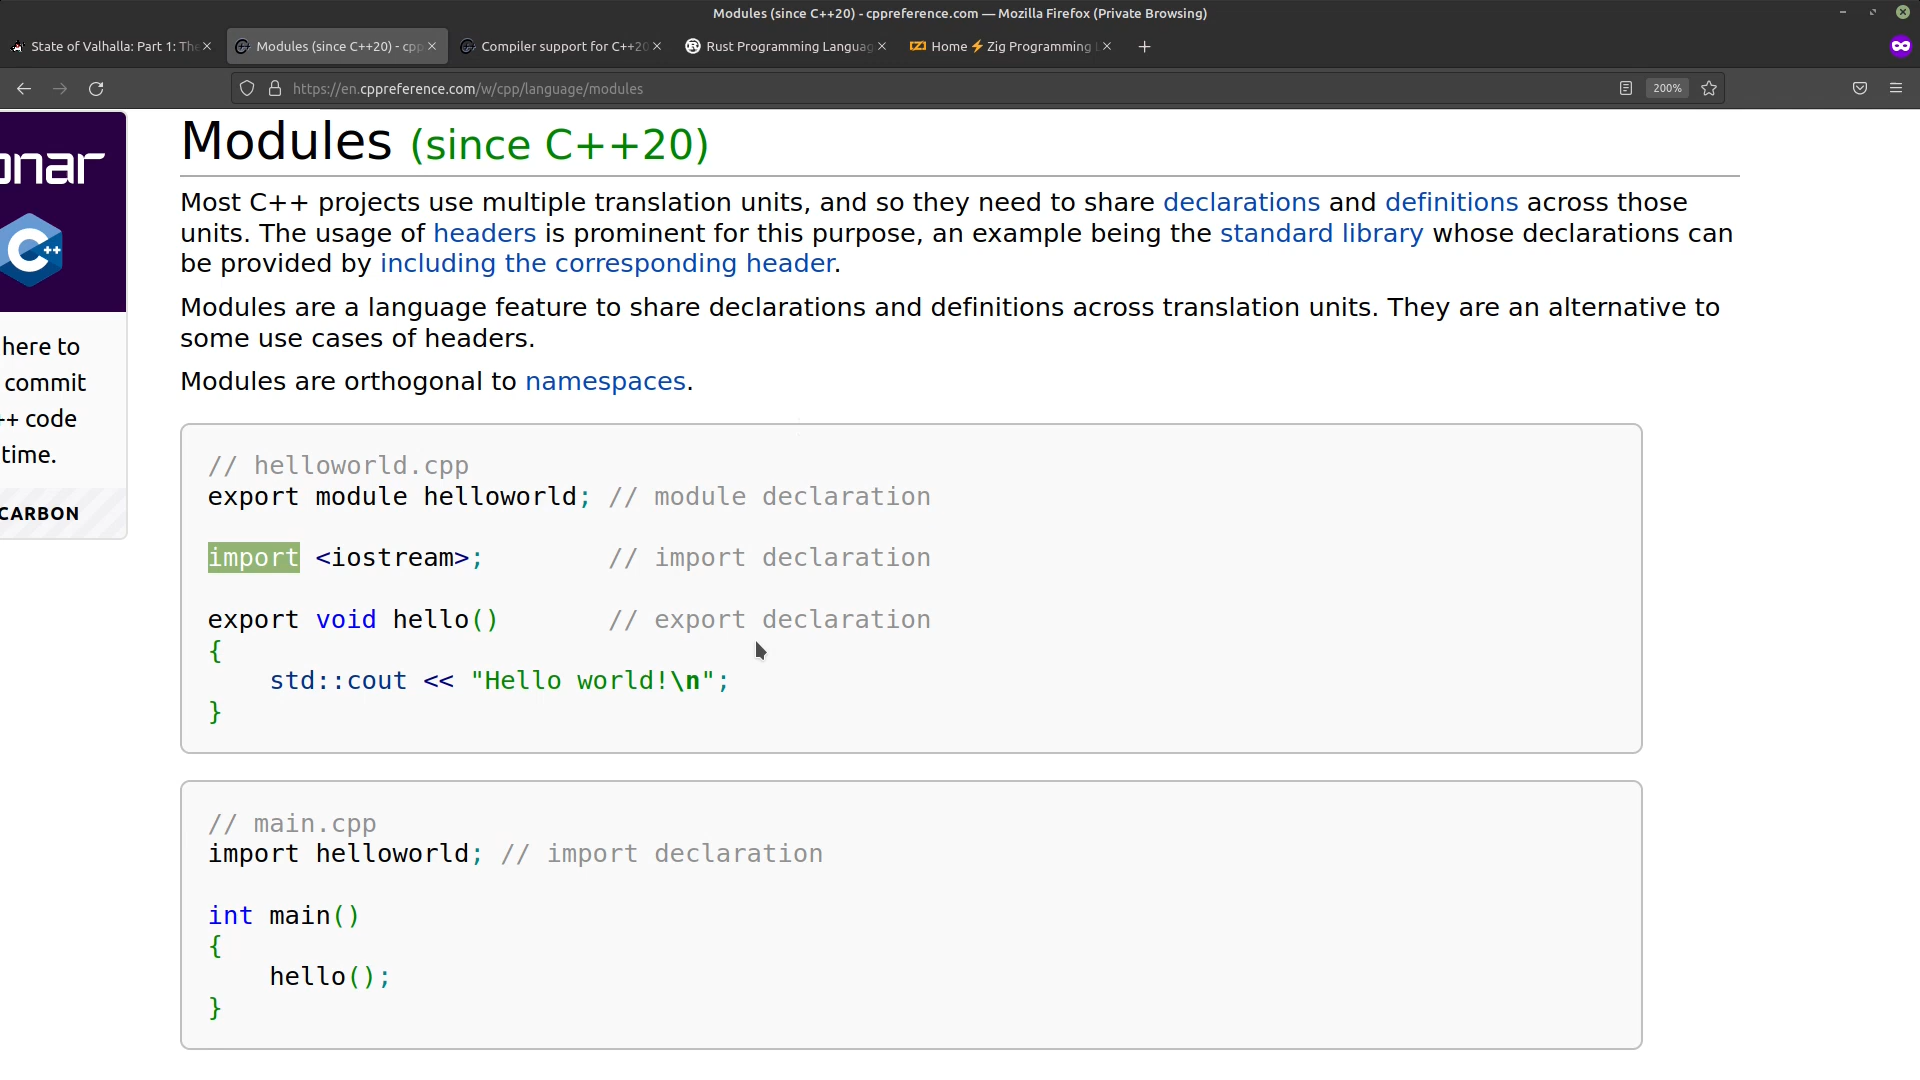 Modules (since C++20) - cppreference.com — Mozilla Firefox (Private Browsing)
State of Valhalla: Part 1: The
Modules (since C++20) - cpp
Compiler support for C++20
Rust Programming Languag
Home ⚡ Zig Programming L
https://en.cppreference.com/w/cpp/language/modules
200%
onar
C++
here to
commit
++ code
time.
CARBON
Modules (since C++20)
Most C++ projects use multiple translation units, and so they need to share declarations and definitions across those
units. The usage of headers is prominent for this purpose, an example being the standard library whose declarations can
be provided by including the corresponding header.
Modules are a language feature to share declarations and definitions across translation units. They are an alternative to
some use cases of headers.
Modules are orthogonal to namespaces.
// helloworld.cpp
export module helloworld; // module declaration
import <iostream>;        // import declaration
export void hello()       // export declaration
{
    std::cout << "Hello world!\n";
}
// main.cpp
import helloworld; // import declaration
int main()
{
    hello();
}